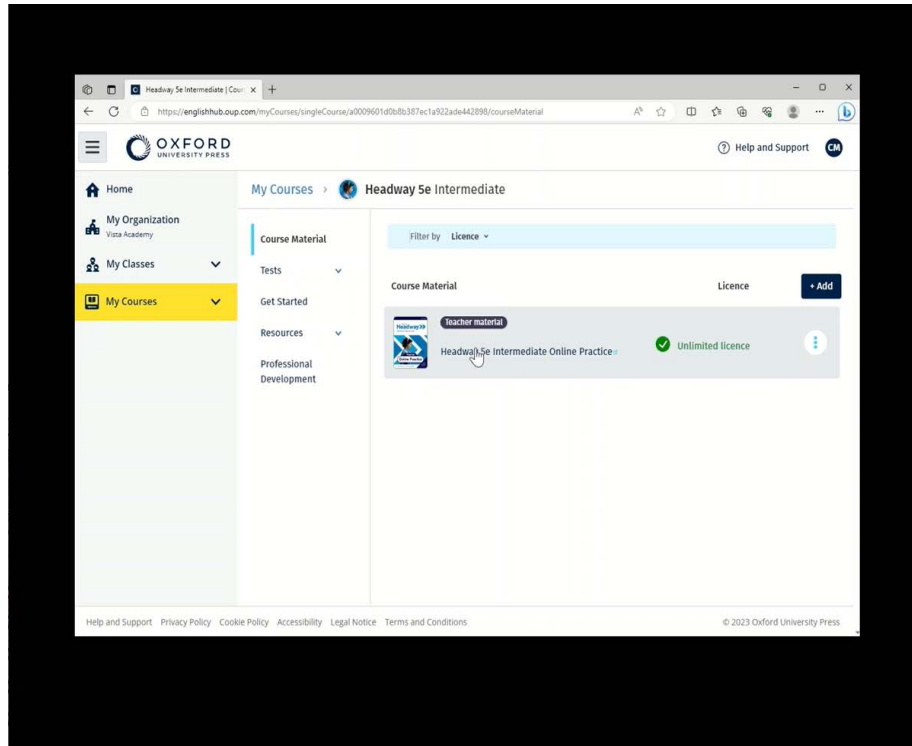 Headway 5e Intermediate | Cour
https://englishhub.oup.com/myCourses/singleCourse/a0009601d0b8b387ec1a922ade442898/courseMaterial
OXFORD
UNIVERSITY PRESS
Help and Support
CM
Home
My Organization
Vista Academy
My Classes
My Courses
My Courses > Headway 5e Intermediate
Course Material
Tests
Get Started
Resources
Professional
Development
Filter by Licence
Course Material Licence + Add
Teacher material
Headway 5e Intermediate Online Practice
Unlimited licence
Headway
Online Practice
Help and Support Privacy Policy Cookie Policy Accessibility Legal Notice Terms and Conditions © 2023 Oxford University Press